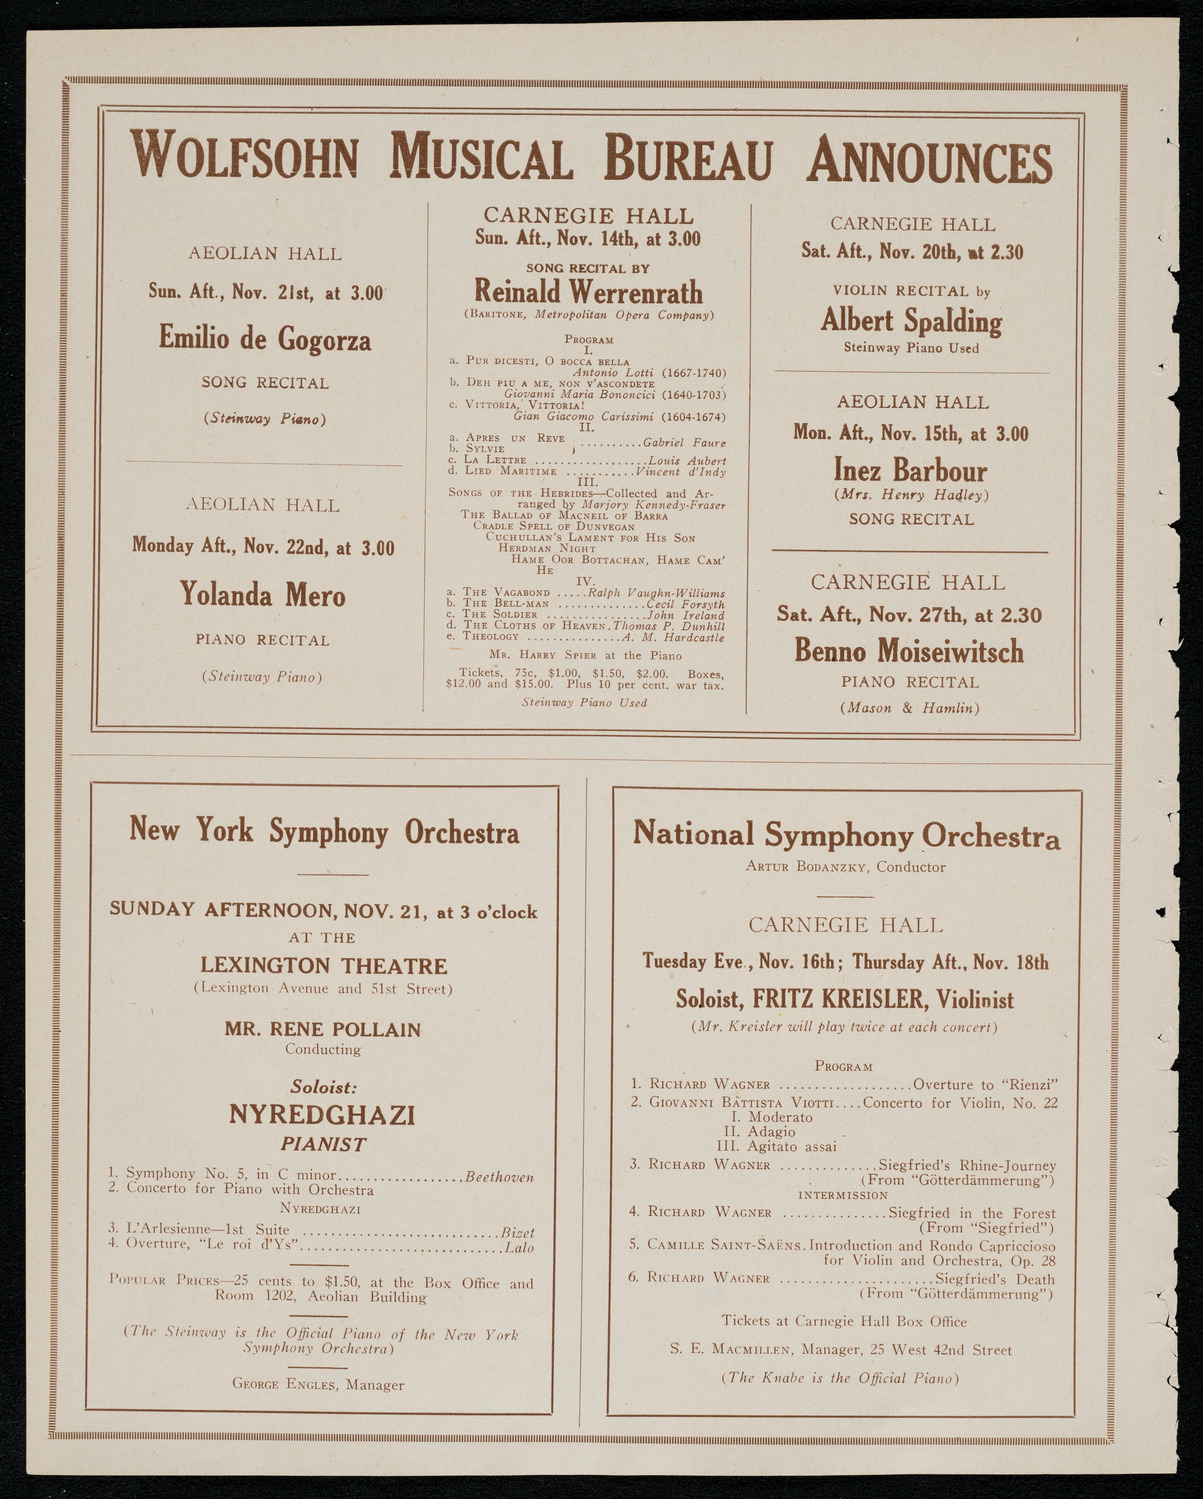 WOLFSOHN MUSICAL BUREAU ANNOUNCES
AEOLIAN HALL
Sun. Aft., Nov. 21st, at 3.00
Emilio de Gogorza
SONG RECITAL
(Steinway Piano)
AEOLIAN HALL
Monday Aft., Nov. 22nd, at 3.00
Yolanda Mero
PIANO RECITAL
(Steinway Piano)
CARNEGIE HALL
Sun. Aft., Nov. 14th, at 3.00
SONG RECITAL BY
Reinald Werrenrath
(BARITONE, Metropolitan Opera Company)
PROGRAM
I.
a. PUR DICESTI, O BOCCA BELLA
Antonio Lotti (1667-1740)
b. DEH PIU A ME, NON V'ASCONDETE
Giovanni Maria Bononcici (1640-1703)
c. VITTORIA, VITTORIA!
Gian Giacomo Carissimi (1604-1674)
II.
a. APRES UN REVE
b. SYLVIE } ..........Gabriel Faure
c. LA LETTRE .................Louis Aubert
d. LIED MARITIME ...........Vincent d'Indy
III.
SONGS OF THE HEBRIDES—Collected and Ar-
ranged by Marjory Kennedy-Fraser
THE BALLAD OF MACNEIL OF BARRA
CRADLE SPELL OF DUNVEGAN
CUCHULLAN'S LAMENT FOR HIS SON
HERDMAN NIGHT
HAME OOR BOTTACHAN, HAME CAM'
HE
IV.
a. THE VAGABOND .....Ralph Vaughn-Williams
b. THE BELL-MAN ..............Cecil Forsyth
c. THE SOLDIER ................John Ireland
d. THE CLOTHS OF HEAVEN.Thomas P. Dunhill
e. THEOLOGY ...............A. M. Hardcastle
MR. HARRY SPIER at the Piano
Tickets, 75c, $1.00, $1.50, $2.00. Boxes,
$12.00 and $15.00. Plus 10 per cent. war tax.
Steinway Piano Used
CARNEGIE HALL
Sat. Aft., Nov. 20th, at 2.30
VIOLIN RECITAL by
Albert Spalding
Steinway Piano Used
AEOLIAN HALL
Mon. Aft., Nov. 15th, at 3.00
Inez Barbour
(Mrs. Henry Hadley)
SONG RECITAL
CARNEGIE HALL
Sat. Aft., Nov. 27th, at 2.30
Benno Moiseiwitsch
PIANO RECITAL
(Mason & Hamlin)
New York Symphony Orchestra
SUNDAY AFTERNOON, NOV. 21, at 3 o'clock
AT THE
LEXINGTON THEATRE
(Lexington Avenue and 51st Street)
MR. RENE POLLAIN
Conducting
Soloist:
NYREDGHAZI
PIANIST
1. Symphony No. 5, in C minor.................Beethoven
2. Concerto for Piano with Orchestra
NYREDGHAZI
3. L'Arlesienne—1st Suite ...........................Bizet
4. Overture, "Le roi d'Ys"...........................Lalo
POPULAR PRICES—25 cents to $1.50, at the Box Office and
Room 1202, Aeolian Building
(The Steinway is the Official Piano of the New York
Symphony Orchestra)
GEORGE ENGLES, Manager
National Symphony Orchestra
ARTUR BODANZKY, Conductor
CARNEGIE HALL
Tuesday Eve., Nov. 16th; Thursday Aft., Nov. 18th
Soloist, FRITZ KREISLER, Violinist
(Mr. Kreisler will play twice at each concert)
PROGRAM
1. RICHARD WAGNER ...................Overture to "Rienzi"
2. GIOVANNI BATTISTA VIOTTI....Concerto for Violin, No. 22
I. Moderato
II. Adagio
III. Agitato assai
3. RICHARD WAGNER ..............Siegfried's Rhine-Journey
(From "Götterdämmerung")
INTERMISSION
4. RICHARD WAGNER ...............Siegfried in the Forest
(From "Siegfried")
5. CAMILLE SAINT-SAËNS.Introduction and Rondo Capriccioso
for Violin and Orchestra, Op. 28
6. RICHARD WAGNER ......................Siegfried's Death
(From "Götterdämmerung")
Tickets at Carnegie Hall Box Office
S. E. MACMILLEN, Manager, 25 West 42nd Street
(The Knabe is the Official Piano)